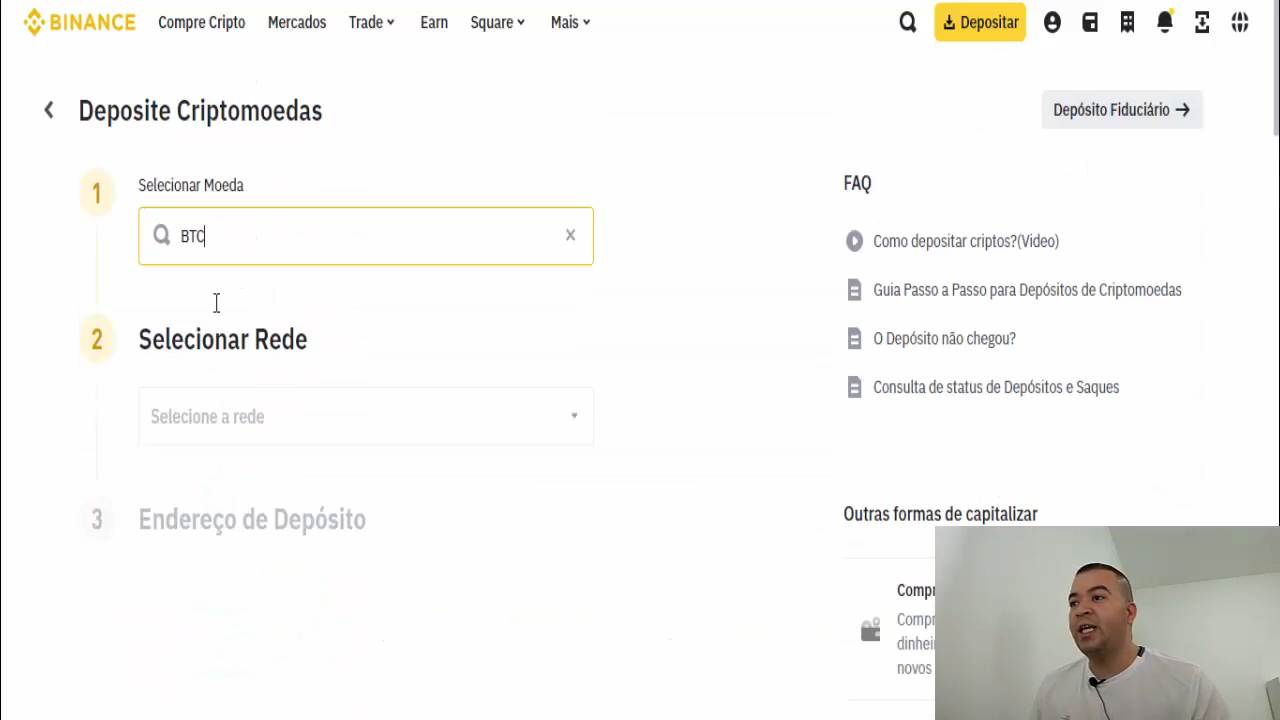 BINANCE
Compre Cripto
Mercados
Trade
Earn
Square
Mais
Depositar
Deposite Criptomoedas
Depósito Fiduciário
1
Selecionar Moeda
BTC
2
Selecionar Rede
Selecione a rede
3
Endereço de Depósito
FAQ
Como depositar criptos?(Video)
Guia Passo a Passo para Depósitos de Criptomoedas
O Depósito não chegou?
Consulta de status de Depósitos e Saques
Outras formas de capitalizar
novos